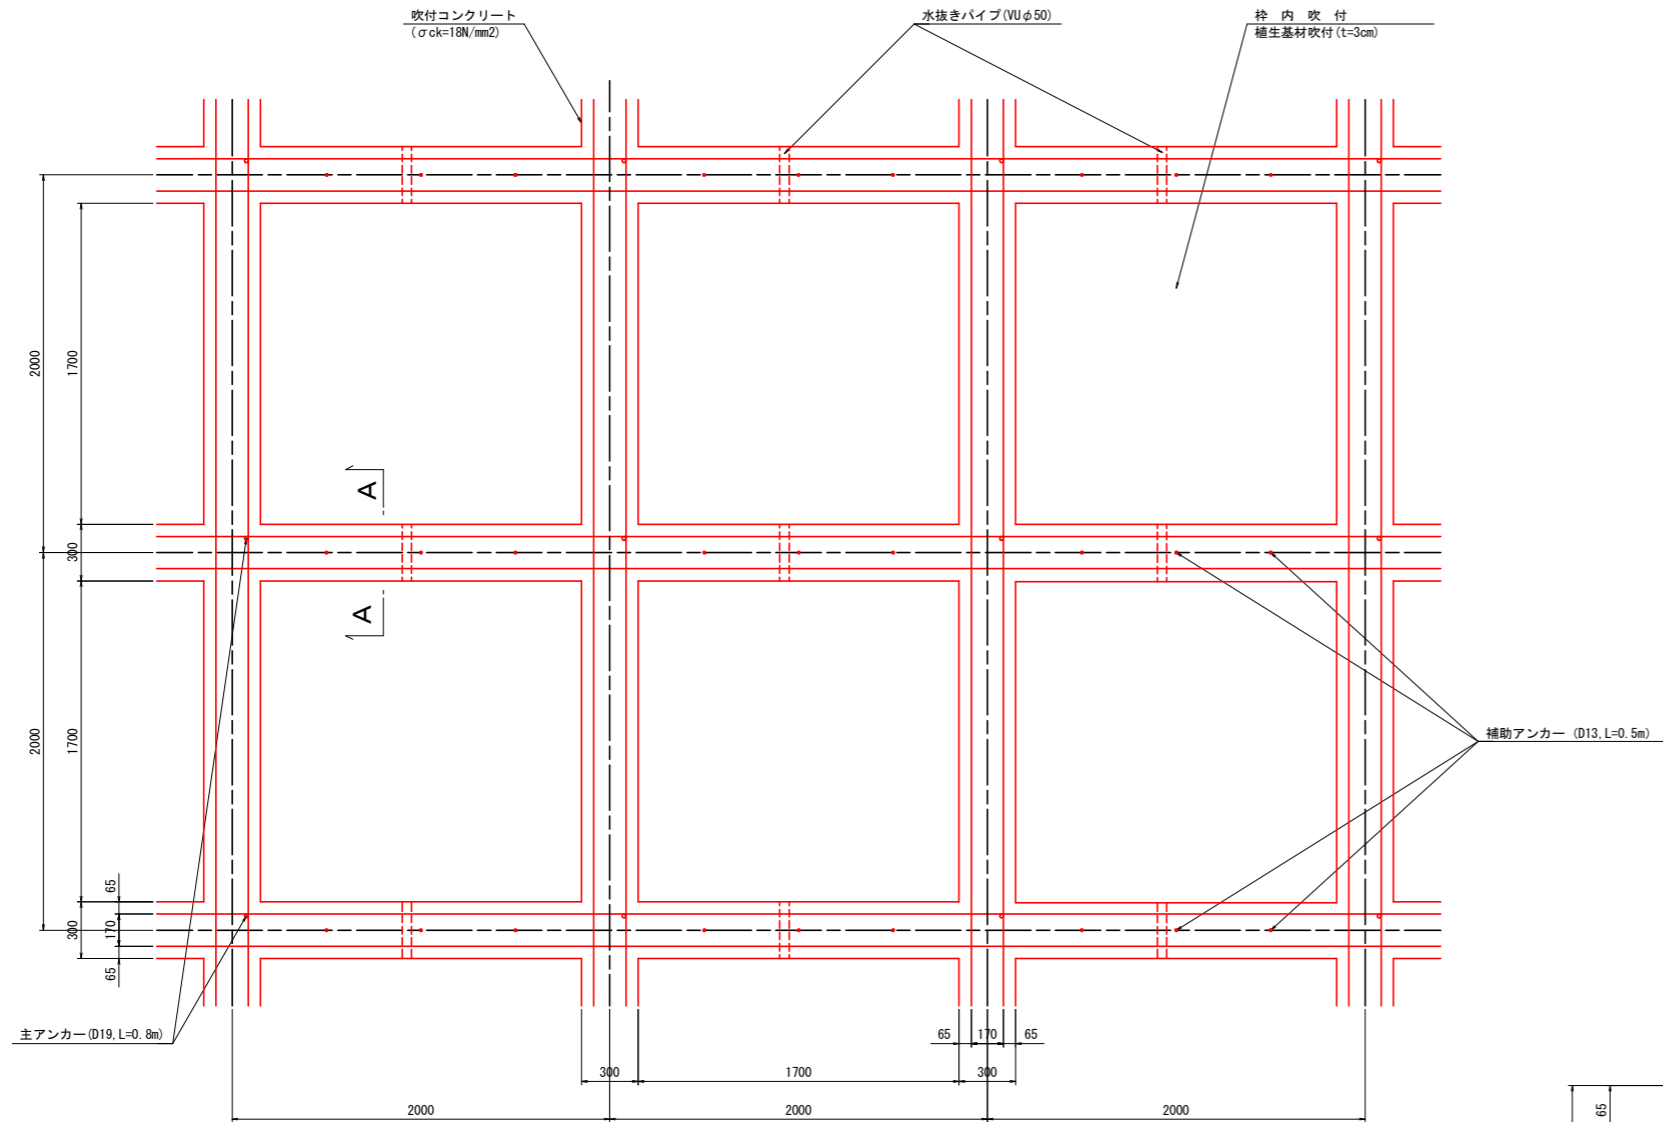 吹付コンクリート
(σck=18N/mm2)
水抜きパイプ(VUφ50)
枠 内 吹 付
植生基材吹付(t=3cm)
2000
1700
A
300
A
2000
1700
補助アンカー (D13, L=0.5m)
65
300
170
65
主アンカー(D19, L=0.8m)
65
170
65
300
1700
300
2000
2000
2000
65